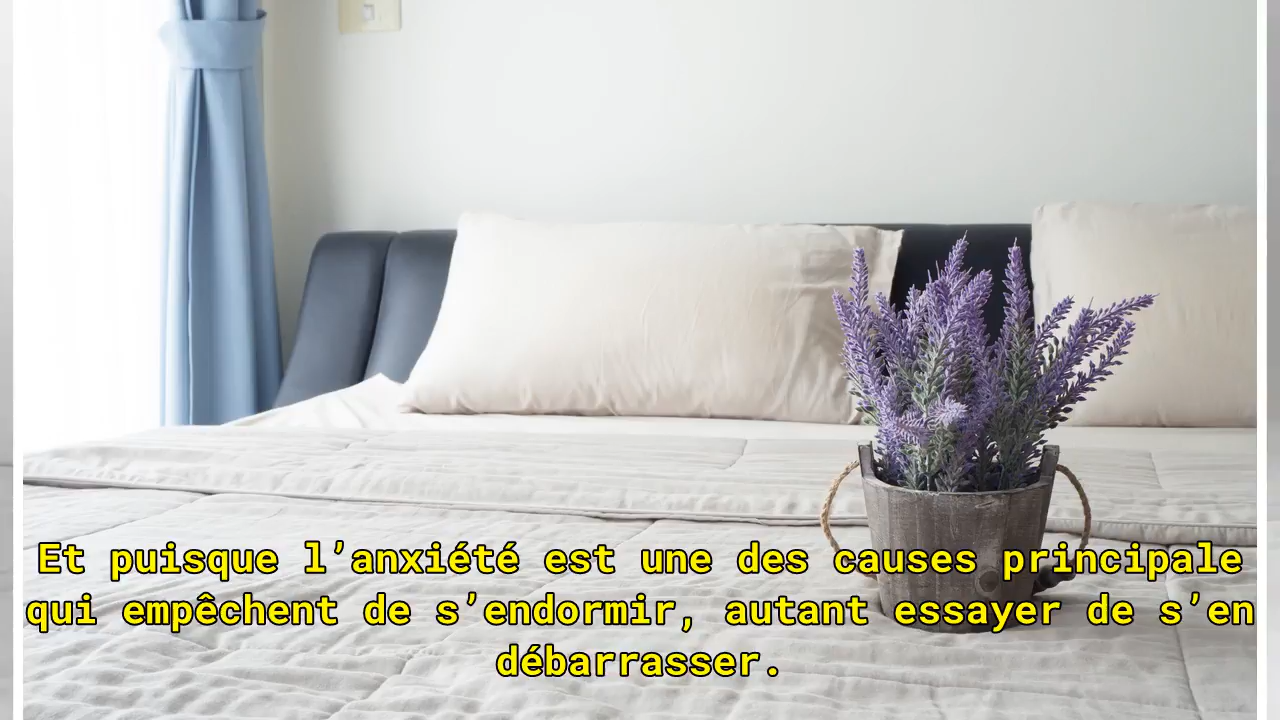 Et puisque l’anxiété est une des causes principale
qui empêchent de s’endormir, autant essayer de s’en
débarrasser.